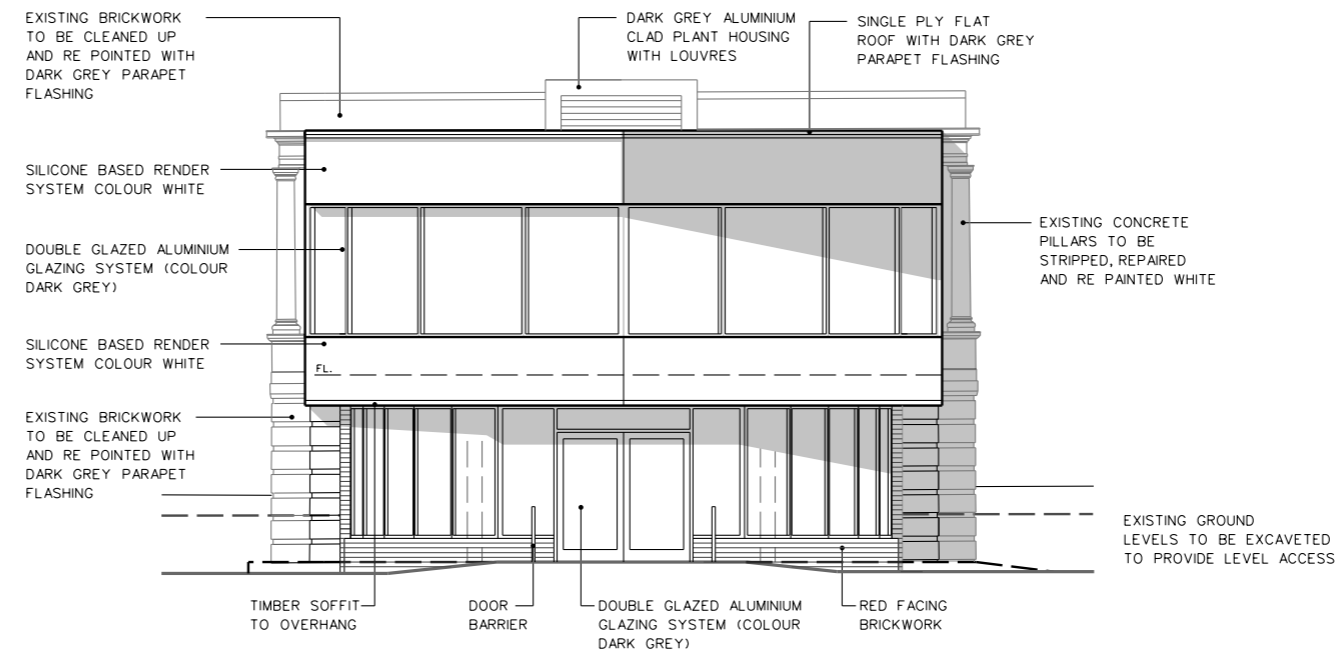 EXISTING BRICKWORK
TO BE CLEANED UP
AND RE POINTED WITH
DARK GREY PARAPET
FLASHING
DARK GREY ALUMINIUM
CLAD PLANT HOUSING
WITH LOUVRES
SINGLE PLY FLAT
ROOF WITH DARK GREY
PARAPET FLASHING
SILICONE BASED RENDER
SYSTEM COLOUR WHITE
DOUBLE GLAZED ALUMINIUM
GLAZING SYSTEM (COLOUR
DARK GREY)
EXISTING CONCRETE
PILLARS TO BE
STRIPPED, REPAIRED
AND RE PAINTED WHITE
SILICONE BASED RENDER
SYSTEM COLOUR WHITE
FL.
EXISTING BRICKWORK
TO BE CLEANED UP
AND RE POINTED WITH
DARK GREY PARAPET
FLASHING
EXISTING GROUND
LEVELS TO BE EXCAVETED
TO PROVIDE LEVEL ACCESS
TIMBER SOFFIT
TO OVERHANG
DOOR
BARRIER
DOUBLE GLAZED ALUMINIUM
GLAZING SYSTEM (COLOUR
DARK GREY)
RED FACING
BRICKWORK